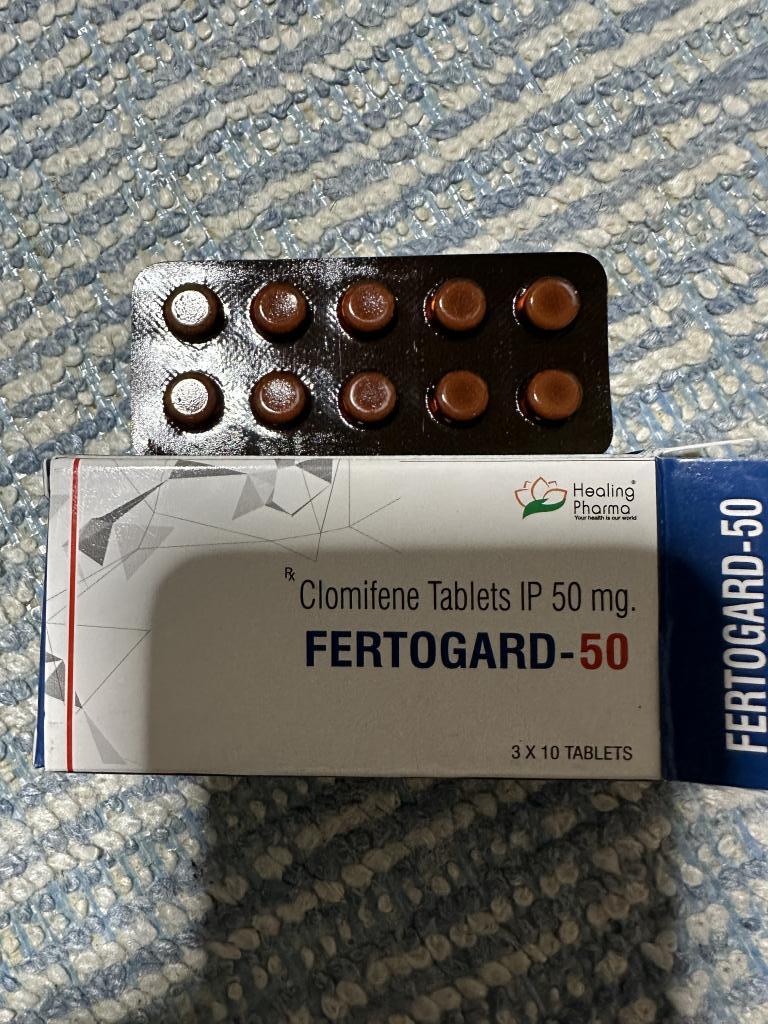 Healing®
Pharma
Your health is our world
Rx Clomifene Tablets IP 50 mg.
FERTOGARD-50
3 X 10 TABLETS
FERTOGARD-50